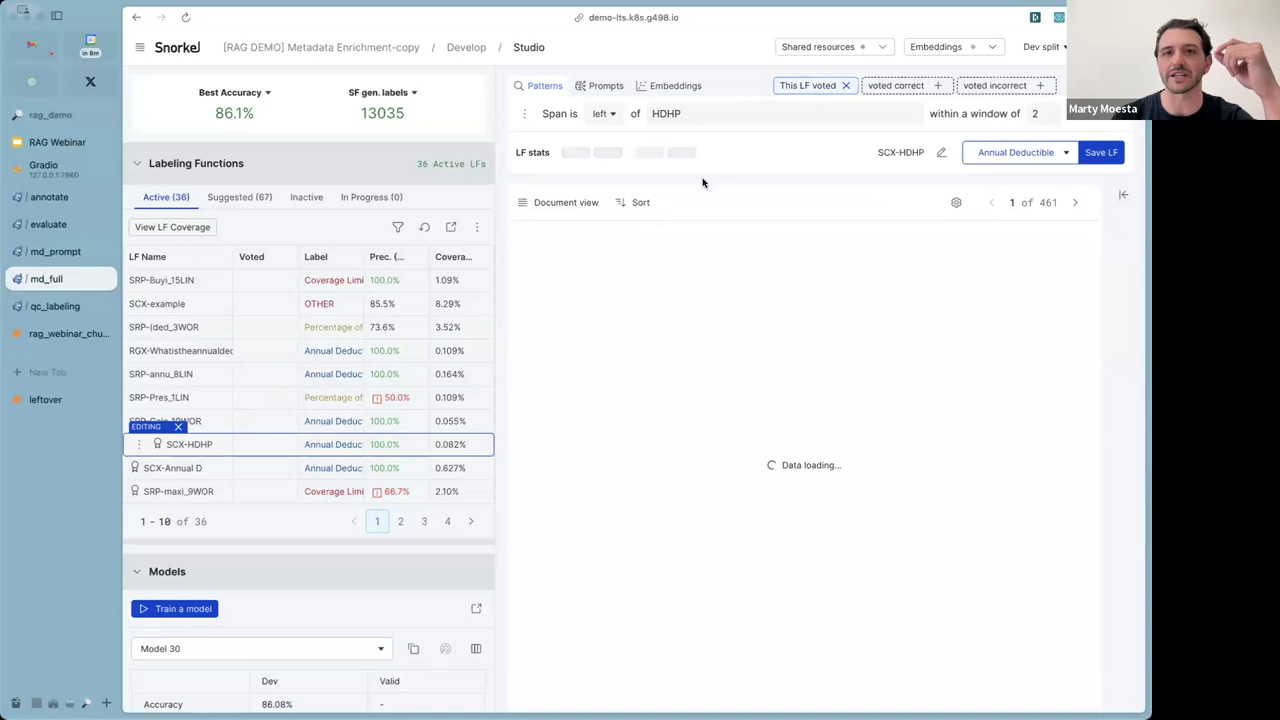 demo-lts.k8s.g498.io
in 8m
rag_demo
RAG Webinar
Gradio
127.0.0.1:7860
/ annotate
/ evaluate
/ md_prompt
/ md_full
/ qc_labeling
rag_webinar_chu...
New Tab
leftover
Snorkel
[RAG DEMO] Metadata Enrichment-copy / Develop / Studio
Shared resources
Embeddings
Dev split
Marty Moesta
Best Accuracy
86.1%
SF gen. labels
13035
Labeling Functions
36 Active LFs
Active (36)
Suggested (67)
Inactive
In Progress (0)
View LF Coverage
LF Name Voted Label Prec. (... Covera...
SRP-Buyi_15LIN Coverage Limi 100.0% 1.09%
SCX-example OTHER 85.5% 8.29%
SRP-(ded_3WOR Percentage of 73.6% 3.52%
RGX-Whatistheannualded Annual Deduc 100.0% 0.109%
SRP-annu_8LIN Annual Deduc 100.0% 0.164%
SRP-Pres_1LIN Percentage of 50.0% 0.109%
Annual Deduc 100.0% 0.055%
EDITING
SCX-HDHP Annual Deduc 100.0% 0.082%
SCX-Annual D Annual Deduc 100.0% 0.627%
SRP-maxi_9WOR Coverage Limi 66.7% 2.10%
1 - 10 of 36
1 2 3 4
Models
Train a model
Model 30
Dev Valid
Accuracy 86.08% -
Patterns
Prompts
Embeddings
This LF voted
voted correct
voted incorrect
Span is left of HDHP within a window of 2
LF stats
SCX-HDHP
Annual Deductible
Save LF
Document view
Sort
1 of 461
Data loading...